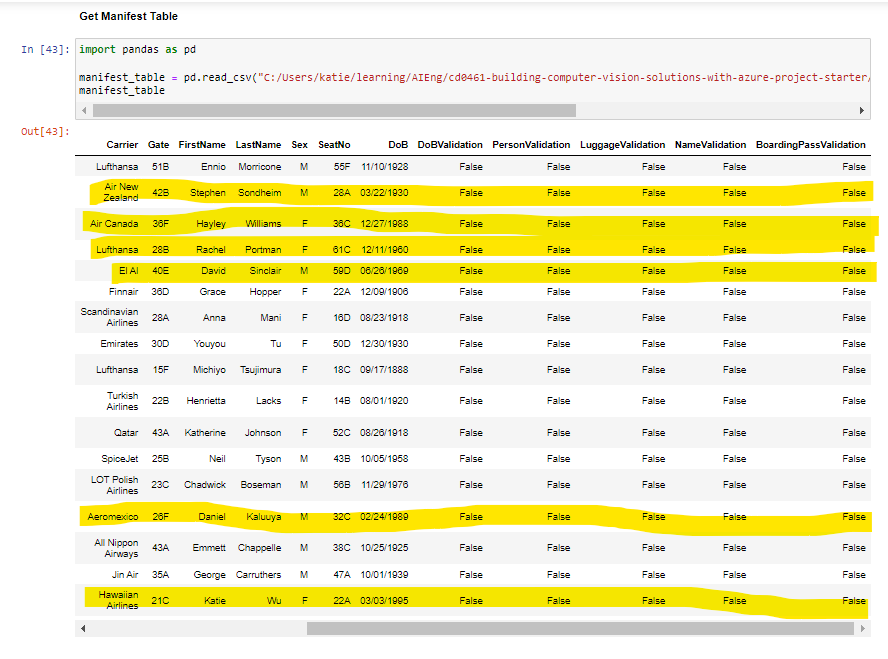 Get Manifest Table
In [43]: import pandas as pd
manifest_table = pd.read_csv("C:/Users/katie/learning/AIEng/cd0461-building-computer-vision-solutions-with-azure-project-starter/
manifest_table
Out[43]:
Carrier Gate FirstName LastName Sex SeatNo DoB DoBValidation PersonValidation LuggageValidation NameValidation BoardingPassValidation
Lufthansa 51B Ennio Morricone M 55F 11/10/1928 False False False False False
Air New
Zealand 42B Stephen Sondheim M 28A 03/22/1930 False False False False False
Air Canada 36F Hayley Williams F 36C 12/27/1988 False False False False False
Lufthansa 28B Rachel Portman F 61C 12/11/1960 False False False False False
El Al 40E David Sinclair M 59D 06/26/1969 False False False False False
Finnair 36D Grace Hopper F 22A 12/09/1906 False False False False False
Scandinavian
Airlines 28A Anna Mani F 16D 08/23/1918 False False False False False
Emirates 30D Youyou Tu F 50D 12/30/1930 False False False False False
Lufthansa 15F Michiyo Tsujimura F 18C 09/17/1888 False False False False False
Turkish
Airlines 22B Henrietta Lacks F 14B 08/01/1920 False False False False False
Qatar 43A Katherine Johnson F 52C 08/26/1918 False False False False False
SpiceJet 25B Neil Tyson M 43B 10/05/1958 False False False False False
LOT Polish
Airlines 23C Chadwick Boseman M 56B 11/29/1976 False False False False False
Aeromexico 26F Daniel Kaluuya M 32C 02/24/1989 False False False False False
All Nippon
Airways 43A Emmett Chappelle M 38C 10/25/1925 False False False False False
Jin Air 35A George Carruthers M 47A 10/01/1939 False False False False False
Hawaiian
Airlines 21C Katie Wu F 22A 03/03/1995 False False False False False